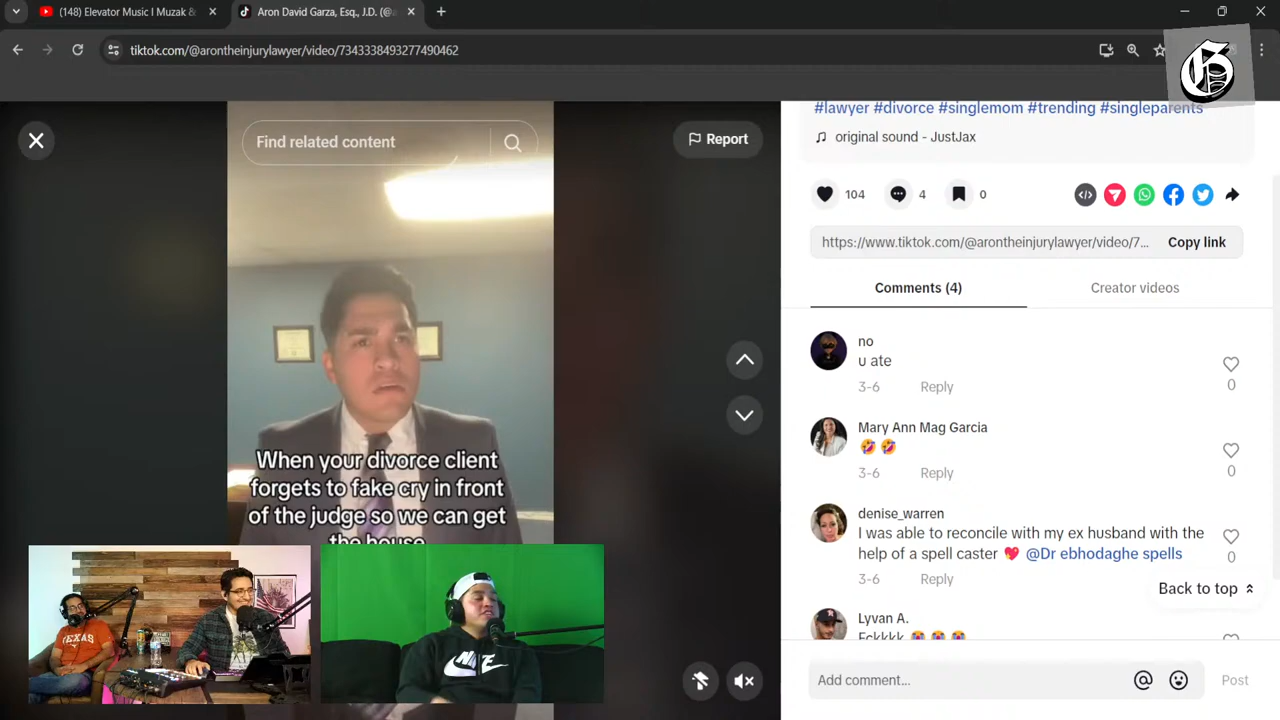 (148) Elevator Music I Muzak &
Aron David Garza, Esq., J.D. (@a
tiktok.com/@arontheinjurylawyer/video/7343338493277490462
Find related content
Report
When your divorce client
forgets to fake cry in front
of the judge so we can get
the house
TEXAS
NIKE
#lawyer #divorce #singlemom #trending #singleparents
original sound - JustJax
104
4
0
https://www.tiktok.com/@arontheinjurylawyer/video/7...
Copy link
Comments (4)
Creator videos
no
u ate
3-6
Reply
0
Mary Ann Mag Garcia
🤣 🤣
3-6
Reply
0
denise_warren
I was able to reconcile with my ex husband with the
help of a spell caster 💖 @Dr ebhodaghe spells
3-6
Reply
0
Back to top
Lyvan A.
Fckkkk 😭 😭 😭
Add comment...
Post